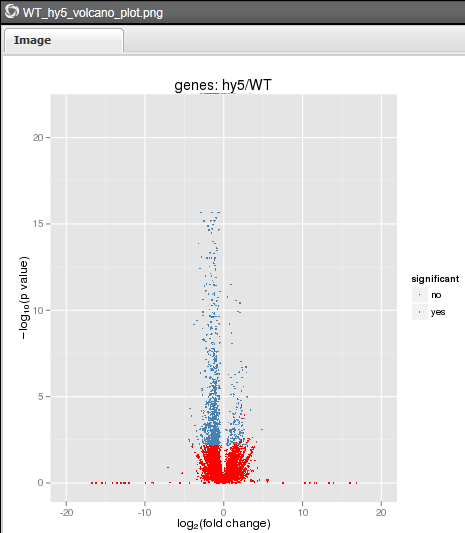 WT_hy5_volcano_plot.png
Image
genes: hy5/WT
20
15
10
5
0
−log₁₀(p value)
-20 -10 0 10 20
log₂(fold change)
significant
no
yes